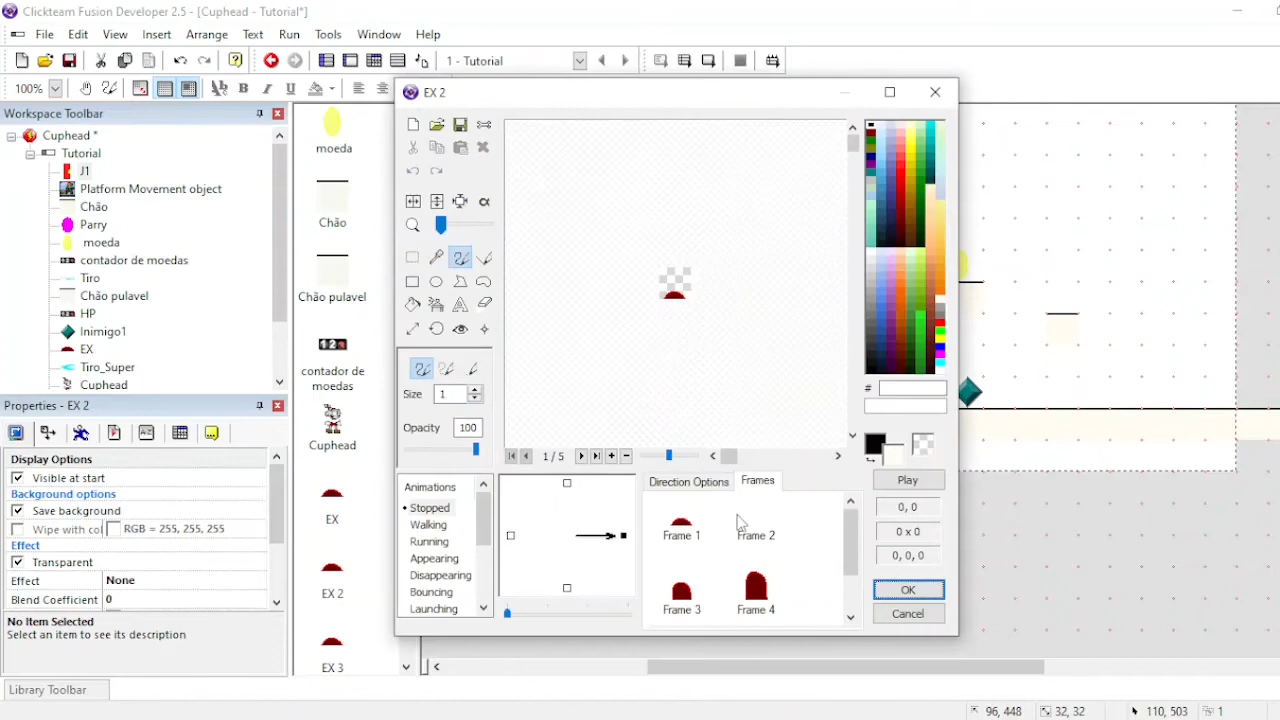 Clickteam Fusion Developer 2.5 - [Cuphead - Tutorial*]
File Edit View Insert Arrange Text Run Tools Window Help
1 - Tutorial
100%
B I U
Workspace Toolbar
Cuphead *
Tutorial
J1
Platform Movement object
Chão
Parry
moeda
contador de moedas
Tiro
Chão pulavel
HP
Inimigo1
EX
Tiro_Super
Cuphead
Properties - EX 2
Display Options
Visible at start
Background options
Save background
Wipe with col RGB = 255, 255, 255
Effect
Transparent
Effect None
Blend Coefficient 0
No Item Selected
Select an item to see its description
Library Toolbar
moeda
Chão
Chão pulavel
contador de moedas
Cuphead
EX
EX 2
EX 3
EX 2
Size 1
Opacity 100
1 / 5
Animations
Stopped
Walking
Running
Appearing
Disappearing
Bouncing
Launching
Direction Options Frames
Frame 1 Frame 2
Frame 3 Frame 4
#
Play
0, 0
0 x 0
0, 0, 0
OK
Cancel
96, 448 32, 32 110, 503 1